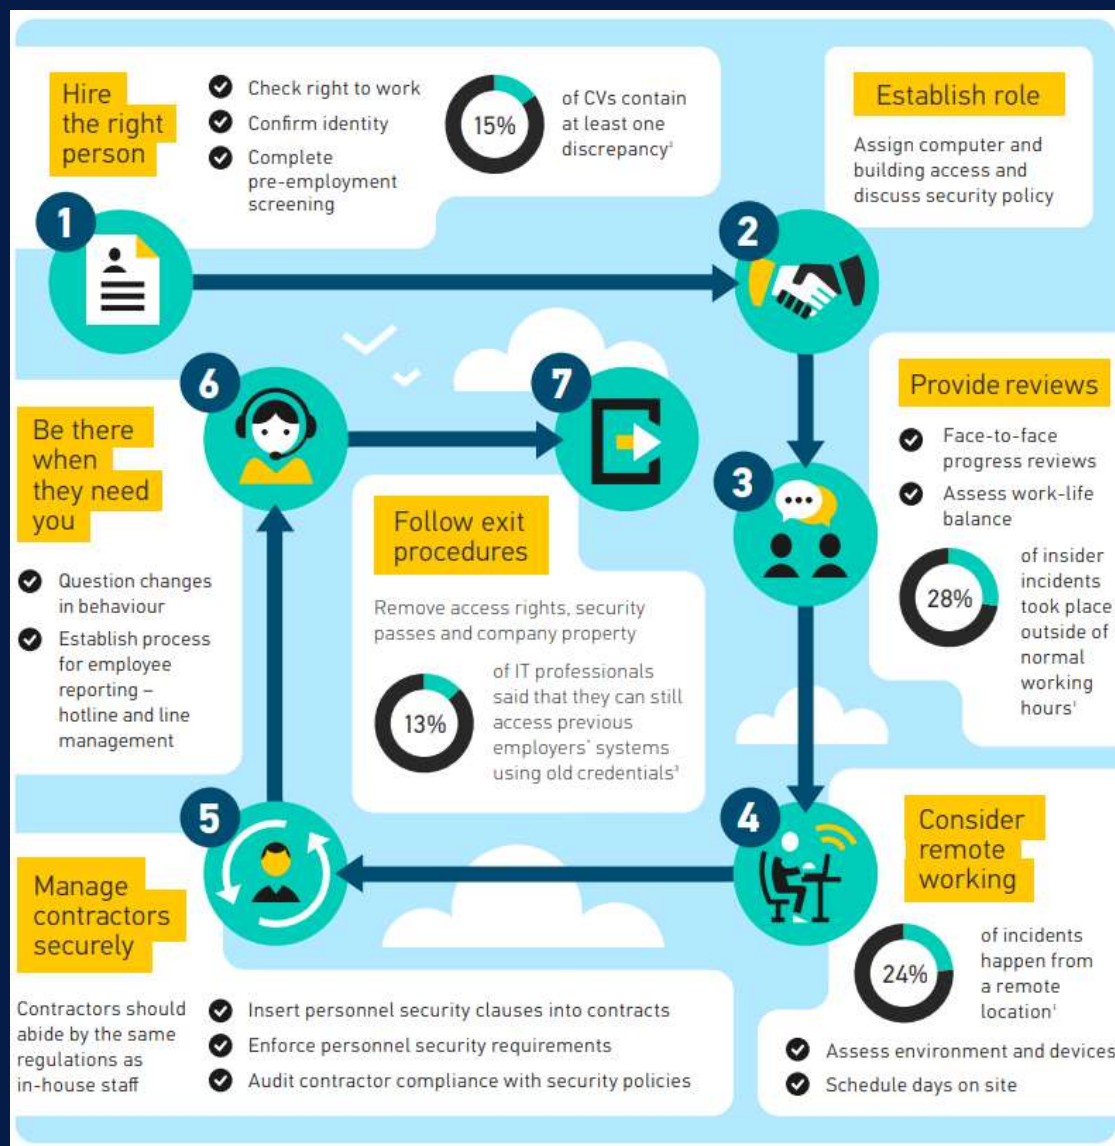 Hire
the right
person
Check right to work
Confirm identity
Complete
pre-employment
screening
15%
of CVs contain
at least one
discrepancy²
1
Establish role
Assign computer and
building access and
discuss security policy
2
Provide reviews
Face-to-face
progress reviews
Assess work-life
balance
28%
of insider
incidents
took place
outside of
normal
working
hours¹
3
Consider
remote
working
24%
of incidents
happen from
a remote
location¹
Assess environment and devices
Schedule days on site
4
Manage
contractors
securely
Contractors should
abide by the same
regulations as
in-house staff
Insert personnel security clauses into contracts
Enforce personnel security requirements
Audit contractor compliance with security policies
5
Be there
when
they need
you
Question changes
in behaviour
Establish process
for employee
reporting –
hotline and line
management
6
Follow exit
procedures
Remove access rights, security
passes and company property
13%
of IT professionals
said that they can still
access previous
employers' systems
using old credentials³
7